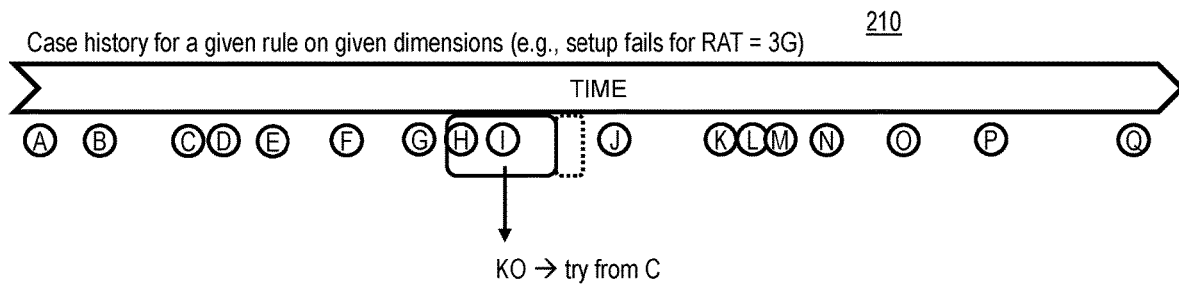 210
Case history for a given rule on given dimensions (e.g., setup fails for RAT = 3G)
TIME
A B C D E F G H I J K L M N O P Q
KO → try from C